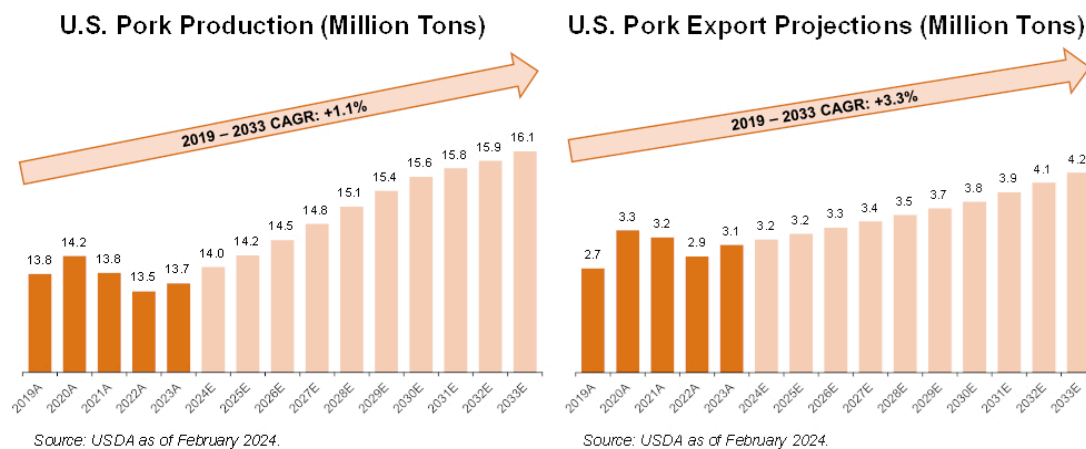 U.S. Pork Production (Million Tons)
2019 – 2033 CAGR: +1.1%
13.8
14.2
13.8
13.5
13.7
14.0
14.2
14.5
14.8
15.1
15.4
15.6
15.8
15.9
16.1
2019A
2020A
2021A
2022A
2023A
2024E
2025E
2026E
2027E
2028E
2029E
2030E
2031E
2032E
2033E
Source: USDA as of February 2024.
U.S. Pork Export Projections (Million Tons)
2019 – 2033 CAGR: +3.3%
2.7
3.3
3.2
2.9
3.1
3.2
3.2
3.3
3.4
3.5
3.7
3.8
3.9
4.1
4.2
2019A
2020A
2021A
2022A
2023A
2024E
2025E
2026E
2027E
2028E
2029E
2030E
2031E
2032E
2033E
Source: USDA as of February 2024.